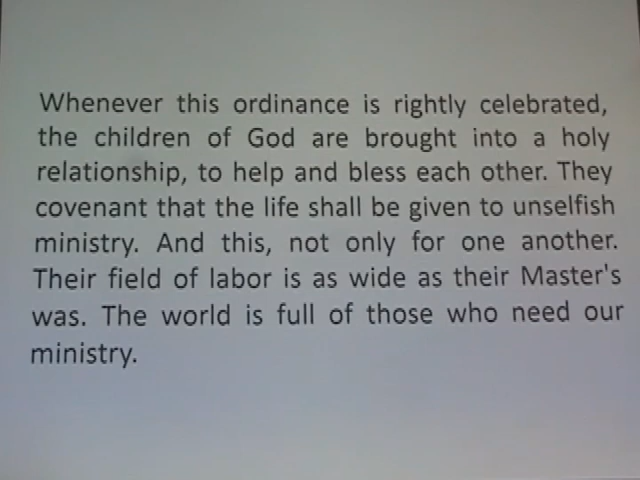 Whenever this ordinance is rightly celebrated,
the children of God are brought into a holy
relationship, to help and bless each other. They
covenant that the life shall be given to unselfish
ministry. And this, not only for one another.
Their field of labor is as wide as their Master's
was. The world is full of those who need our
ministry.